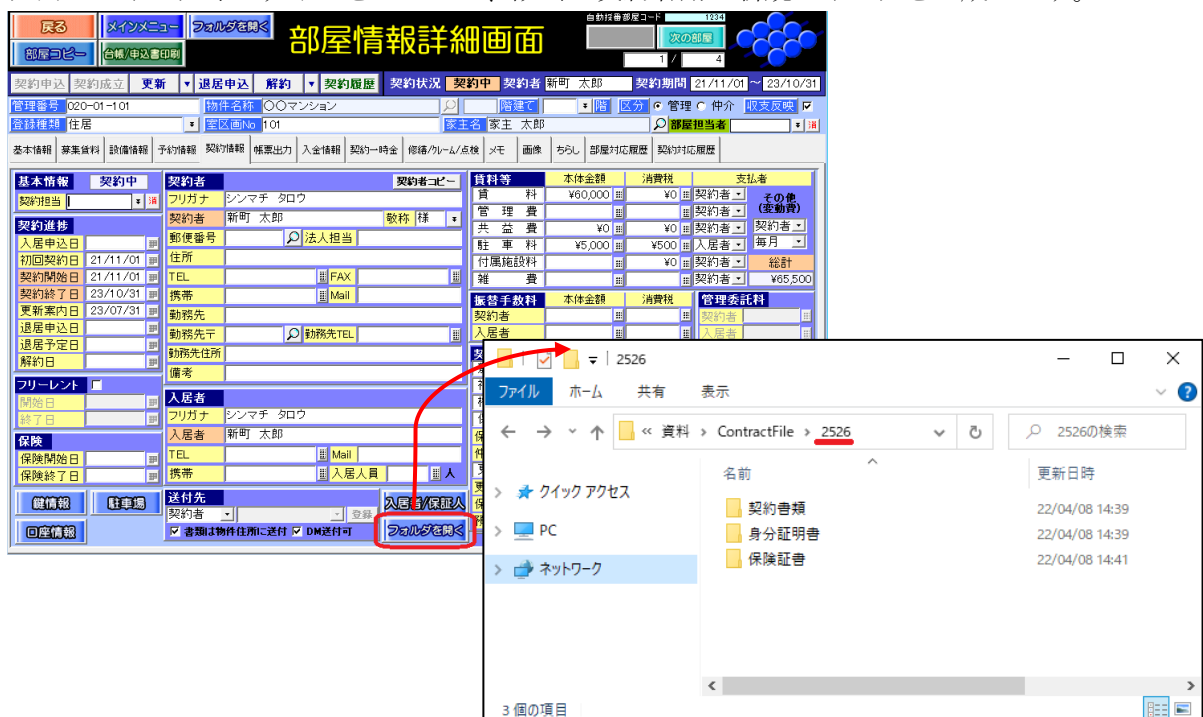 戻る メインメニュー フォルダを開く
部屋コピー 台帳/申込書印刷
部屋情報詳細画面
自動採番部屋コード 1234
次の部屋
1 / 4
契約申込 契約成立 更新 ▼ 退居申込 解約 ▼ 契約履歴 契約状況 契約中 契約者 新町 太郎 契約期間 21/11/01 ~ 23/10/31
管理番号 020-01-101 物件名称 〇〇マンション 階建て 階 区分 管理 仲介 収支反映
登録種類 住居 室区画No 101 家主名 家主 太郎 部屋担当者 消
基本情報 募集賃料 設備情報 予約情報 契約情報 帳票出力 入金情報 契約一時金 修繕/クレーム/点検 メモ 画像 ちらし 部屋対応履歴 契約対応履歴
基本情報 契約中
契約担当 消
契約進捗
入居申込日
初回契約日 21/11/01
契約開始日 21/11/01
契約終了日 23/10/31
更新案内日 23/07/31
退居申込日
退居予定日
解約日
フリーレント
開始日
終了日
保険
保険開始日
保険終了日
鍵情報 駐車場
口座情報
契約者 契約者コピー
フリガナ シンマチ タロウ
契約者 新町 太郎 敬称 様
郵便番号 法人担当
住所
TEL FAX
携帯 Mail
勤務先
勤務先〒 勤務先TEL
勤務先住所
備考
入居者
フリガナ シンマチ タロウ
入居者 新町 太郎
TEL Mail
携帯 入居人員 人
送付先 入居者/保証人
契約者 登録
書類は物件住所に送付 DM送付可 フォルダを開く
賃料等 本体金額 消費税 支払者
賃料 ¥60,000 ¥0 契約者 その他
管理費 契約者 (変動費)
共益費 ¥0 ¥0 契約者 契約者
駐車料 ¥5,000 ¥500 入居者 毎月
付属施設料 ¥0 契約者 総計
雑費 契約者 ¥65,500
振替手数料 本体金額 消費税 管理委託料
契約者 契約者
入居者 入居者
2526
ファイル ホーム 共有 表示
« 資料 › ContractFile › 2526 2526の検索
名前 更新日時
クイック アクセス
PC
ネットワーク
契約書類 22/04/08 14:39
身分証明書 22/04/08 14:39
保険証書 22/04/08 14:41
3 個の項目